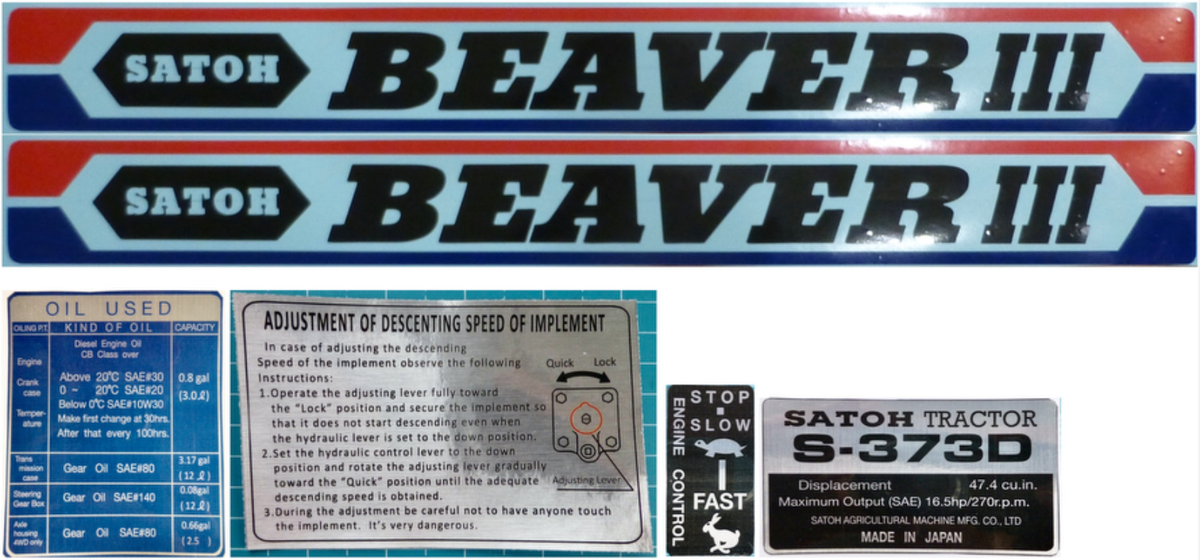 SATOH BEAVER III
SATOH BEAVER III
OIL USED
OILING P.T. KIND OF OIL CAPACITY
Engine
Crank
case
Temper-
ature
Diesel Engine Oil
CB Class over
Above 20°C SAE#30
0 ~ 20°C SAE#20
Below 0°C SAE#10W30
Make first change at 30hrs.
After that every 100hrs.
0.8 gal
(3.0ℓ)
Trans
mission
case
Gear Oil SAE#80
3.17 gal
(12 ℓ)
Steering
Gear Box
Gear Oil SAE#140
0.08gal
(12ℓ)
Axle
housing
4WD only
Gear Oil SAE#80
0.66gal
(2.5 )
ADJUSTMENT OF DESCENTING SPEED OF IMPLEMENT
In case of adjusting the descending
Speed of the implement observe the following
Instructions:
1.Operate the adjusting lever fully toward
the "Lock" position and secure the implement so
that it does not start descending even when
the hydraulic lever is set to the down position.
2.Set the hydraulic control lever to the down
position and rotate the adjusting lever gradually
toward the "Quick" position until the adequate
descending speed is obtained.
3.During the adjustment be careful not to have anyone touch
the implement. It's very dangerous.
Quick Lock
Adjusting Lever
ENGINE CONTROL
STOP
SLOW
FAST
SATOH TRACTOR
S-373D
Displacement 47.4 cu.in.
Maximum Output (SAE) 16.5hp/270r.p.m.
SATOH AGRICULTURAL MACHINE MFG. CO., LTD
MADE IN JAPAN